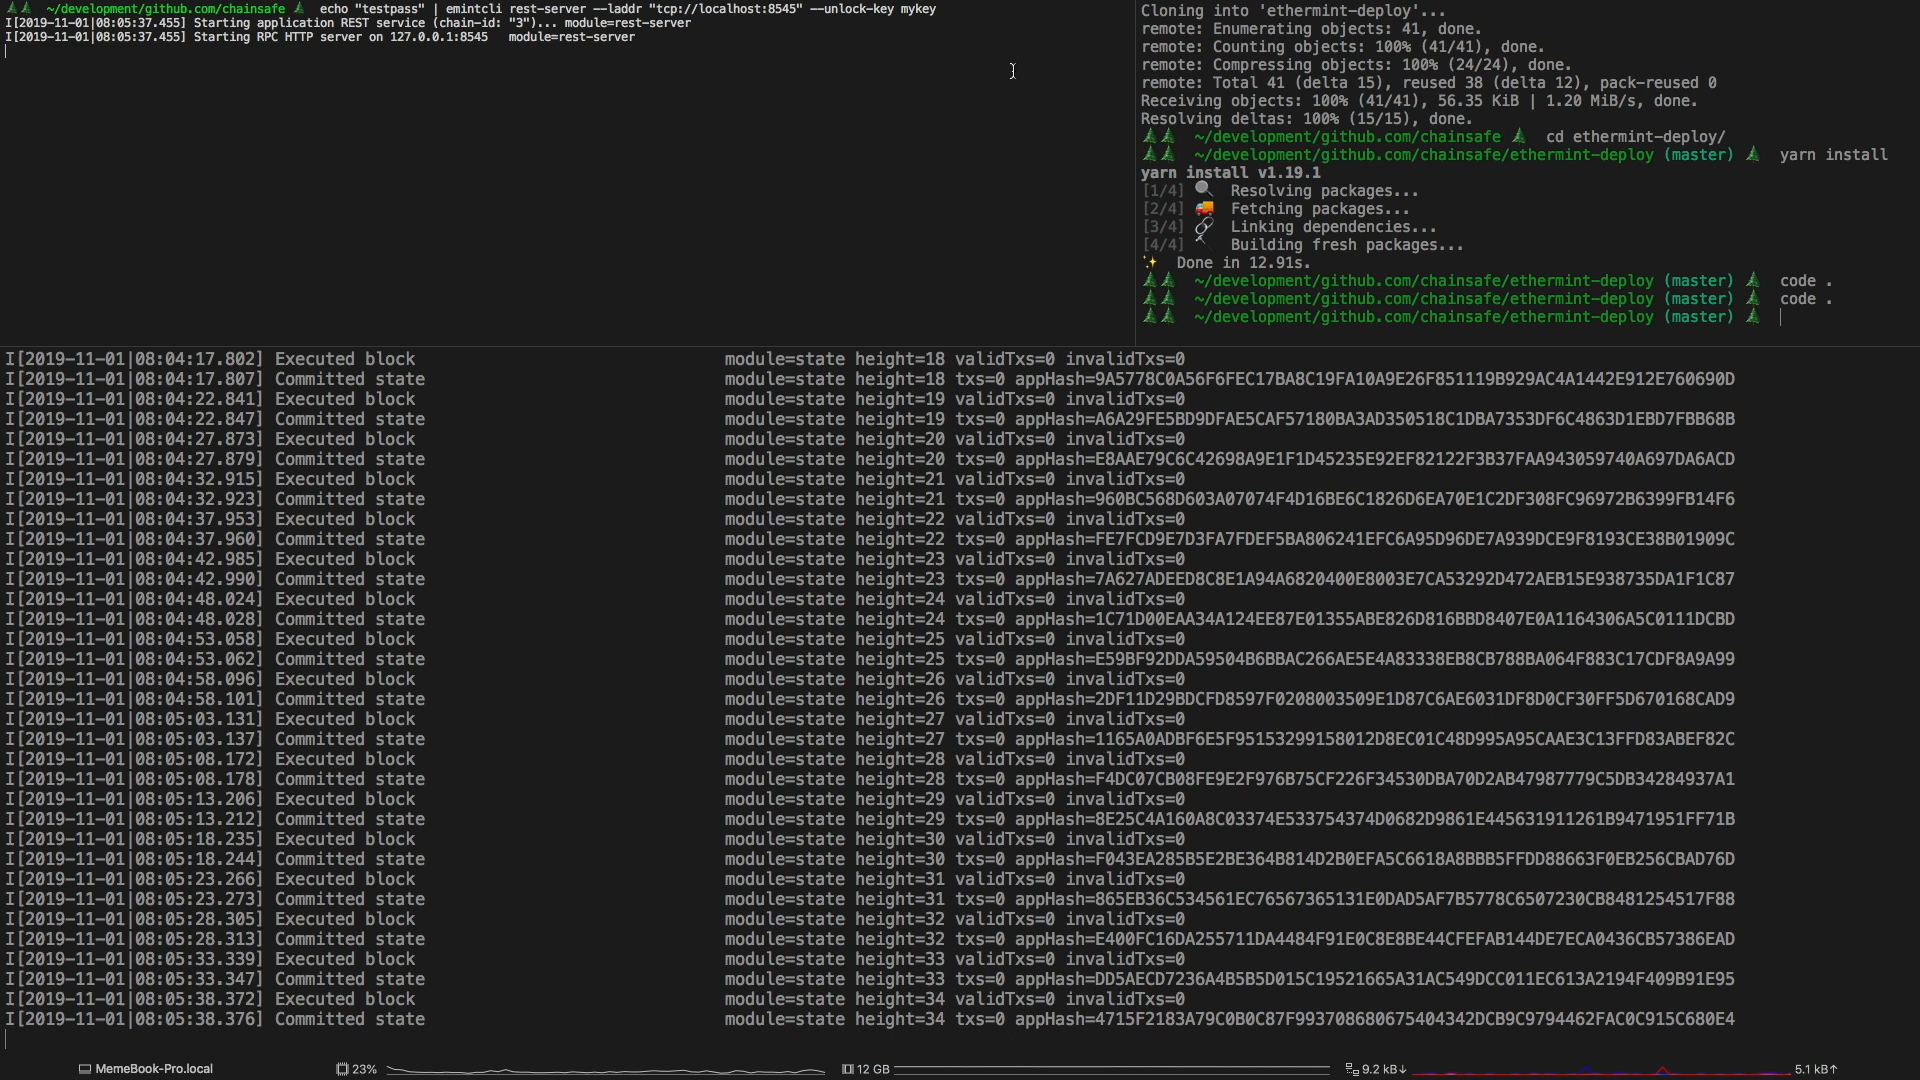 ~/development/github.com/chainsafe echo "testpass" | emintcli rest-server --laddr "tcp://localhost:8545" --unlock-key mykey
I[2019-11-01|08:05:37.455] Starting application REST service (chain-id: "3")... module=rest-server
I[2019-11-01|08:05:37.455] Starting RPC HTTP server on 127.0.0.1:8545 module=rest-server
Cloning into 'ethermint-deploy'...
remote: Enumerating objects: 41, done.
remote: Counting objects: 100% (41/41), done.
remote: Compressing objects: 100% (24/24), done.
remote: Total 41 (delta 15), reused 38 (delta 12), pack-reused 0
Receiving objects: 100% (41/41), 56.35 KiB | 1.20 MiB/s, done.
Resolving deltas: 100% (15/15), done.
~/development/github.com/chainsafe cd ethermint-deploy/
~/development/github.com/chainsafe/ethermint-deploy (master) yarn install
yarn install v1.19.1
[1/4] Resolving packages...
[2/4] Fetching packages...
[3/4] Linking dependencies...
[4/4] Building fresh packages...
Done in 12.91s.
~/development/github.com/chainsafe/ethermint-deploy (master) code .
~/development/github.com/chainsafe/ethermint-deploy (master) code .
~/development/github.com/chainsafe/ethermint-deploy (master)
I[2019-11-01|08:04:17.802] Executed block module=state height=18 validTxs=0 invalidTxs=0
I[2019-11-01|08:04:17.807] Committed state module=state height=18 txs=0 appHash=9A5778C0A56F6FEC17BA8C19FA10A9E26F851119B929AC4A1442E912E760690D
I[2019-11-01|08:04:22.841] Executed block module=state height=19 validTxs=0 invalidTxs=0
I[2019-11-01|08:04:22.847] Committed state module=state height=19 txs=0 appHash=A6A29FE5BD9DFAE5CAF57180BA3AD350518C1DBA7353DF6C4863D1EBD7FBB68B
I[2019-11-01|08:04:27.873] Executed block module=state height=20 validTxs=0 invalidTxs=0
I[2019-11-01|08:04:27.879] Committed state module=state height=20 txs=0 appHash=E8AAE79C6C42698A9E1F1D45235E92EF82122F3B37FAA943059740A697DA6ACD
I[2019-11-01|08:04:32.915] Executed block module=state height=21 validTxs=0 invalidTxs=0
I[2019-11-01|08:04:32.923] Committed state module=state height=21 txs=0 appHash=960BC568D603A07074F4D16BE6C1826D6EA70E1C2DF308FC96972B6399FB14F6
I[2019-11-01|08:04:37.953] Executed block module=state height=22 validTxs=0 invalidTxs=0
I[2019-11-01|08:04:37.960] Committed state module=state height=22 txs=0 appHash=FE7FCD9E7D3FA7FDEF5BA806241EFC6A95D96DE7A939DCE9F8193CE38B01909C
I[2019-11-01|08:04:42.985] Executed block module=state height=23 validTxs=0 invalidTxs=0
I[2019-11-01|08:04:42.990] Committed state module=state height=23 txs=0 appHash=7A627ADEED8C8E1A94A6820400E8003E7CA53292D472AEB15E938735DA1F1C87
I[2019-11-01|08:04:48.024] Executed block module=state height=24 validTxs=0 invalidTxs=0
I[2019-11-01|08:04:48.028] Committed state module=state height=24 txs=0 appHash=1C71D00EAA34A124EE87E01355ABE826D816BBD8407E0A1164306A5C0111DCBD
I[2019-11-01|08:04:53.058] Executed block module=state height=25 validTxs=0 invalidTxs=0
I[2019-11-01|08:04:53.062] Committed state module=state height=25 txs=0 appHash=E59BF92DDA59504B6BBAC266AE5E4A83338EB8CB788BA064F883C17CDF8A9A99
I[2019-11-01|08:04:58.096] Executed block module=state height=26 validTxs=0 invalidTxs=0
I[2019-11-01|08:04:58.101] Committed state module=state height=26 txs=0 appHash=2DF11D29BDCFD8597F0208003509E1D87C6AE6031DF8D0CF30FF5D670168CAD9
I[2019-11-01|08:05:03.131] Executed block module=state height=27 validTxs=0 invalidTxs=0
I[2019-11-01|08:05:03.137] Committed state module=state height=27 txs=0 appHash=1165A0ADBF6E5F95153299158012D8EC01C48D995A95CAAE3C13FFD83ABEF82C
I[2019-11-01|08:05:08.172] Executed block module=state height=28 validTxs=0 invalidTxs=0
I[2019-11-01|08:05:08.178] Committed state module=state height=28 txs=0 appHash=F4DC07CB08FE9E2F976B75CF226F34530DBA70D2AB47987779C5DB34284937A1
I[2019-11-01|08:05:13.206] Executed block module=state height=29 validTxs=0 invalidTxs=0
I[2019-11-01|08:05:13.212] Committed state module=state height=29 txs=0 appHash=8E25C4A160A8C03374E533754374D0682D9861E445631911261B9471951FF71B
I[2019-11-01|08:05:18.235] Executed block module=state height=30 validTxs=0 invalidTxs=0
I[2019-11-01|08:05:18.244] Committed state module=state height=30 txs=0 appHash=F043EA285B5E2BE364B814D2B0EFA5C6618A8BBB5FFDD88663F0EB256CBAD76D
I[2019-11-01|08:05:23.266] Executed block module=state height=31 validTxs=0 invalidTxs=0
I[2019-11-01|08:05:23.273] Committed state module=state height=31 txs=0 appHash=865EB36C534561EC76567365131E0DAD5AF7B5778C6507230CB8481254517F88
I[2019-11-01|08:05:28.305] Executed block module=state height=32 validTxs=0 invalidTxs=0
I[2019-11-01|08:05:28.313] Committed state module=state height=32 txs=0 appHash=E400FC16DA255711DA4484F91E0C8E8BE44CFEFAB144DE7ECA0436CB57386EAD
I[2019-11-01|08:05:33.339] Executed block module=state height=33 validTxs=0 invalidTxs=0
I[2019-11-01|08:05:33.347] Committed state module=state height=33 txs=0 appHash=DD5AECD7236A4B5B5D015C19521665A31AC549DCC011EC613A2194F409B91E95
I[2019-11-01|08:05:38.372] Executed block module=state height=34 validTxs=0 invalidTxs=0
I[2019-11-01|08:05:38.376] Committed state module=state height=34 txs=0 appHash=4715F2183A79C0B0C87F993708680675404342DCB9C9794462FAC0C915C680E4
MemeBook-Pro.local 23% 12 GB 9.2 kB↓ 5.1 kB↑